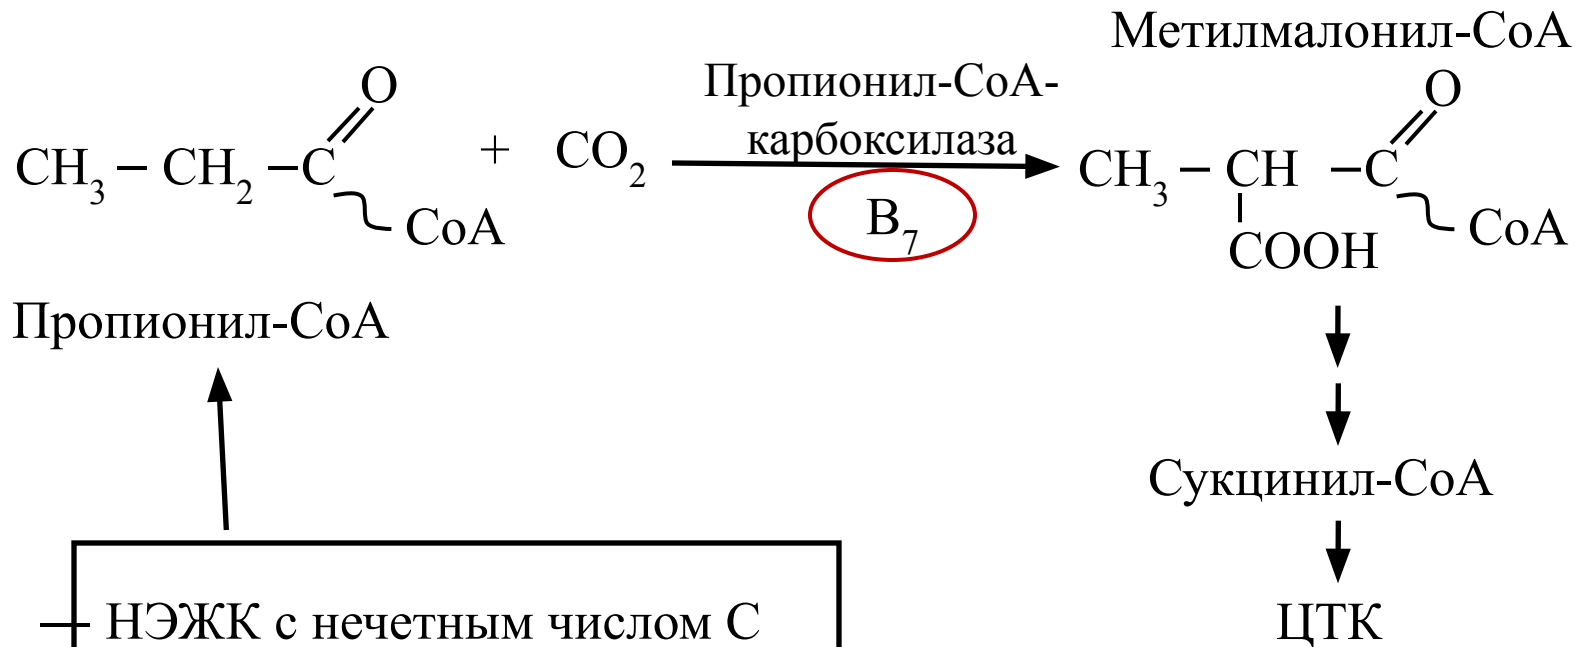 Метилмалонил-СоА
Пропионил-СоА-
карбоксилаза
CH3 – CH2 – C
O
CoA
+ CO2
B7
CH3 – CH – C
O
CoA
COOH
Пропионил-СоА
Сукцинил-СоА
НЭЖК с нечетным числом С
ЦТК